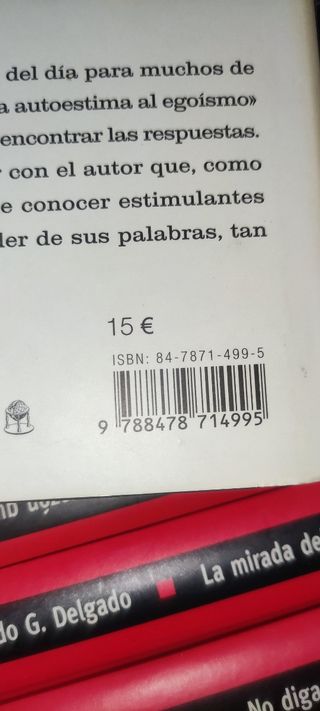 del día para muchos de
autoestima al egoísmo»
encontrar las respuestas.
con el autor que, como
e conocer estimulantes
de sus palabras, tan
15 €
ISBN: 84-7871-499-5
9 788478 714995
do G. Delgado La mirada de
No diga